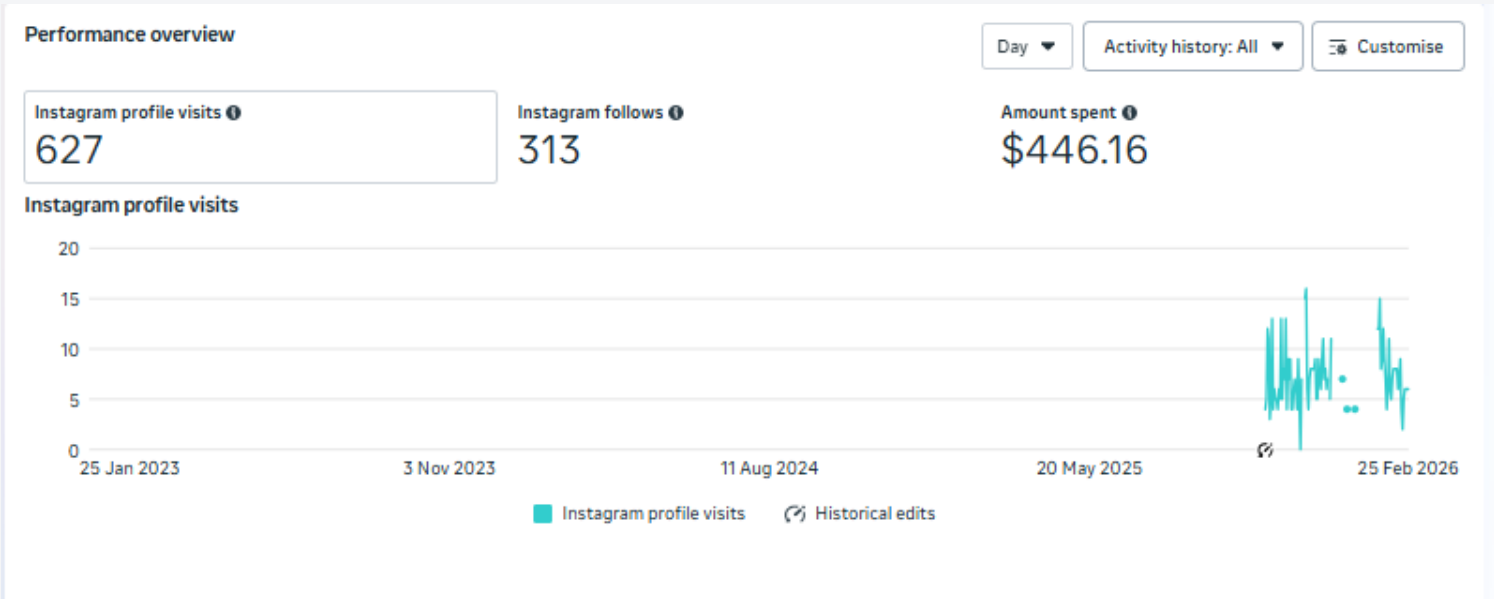 Performance overview
Day
Activity history: All
Customise
Instagram profile visits
627
Instagram follows
313
Amount spent
$446.16
Instagram profile visits
20
15
10
5
0
25 Jan 2023
3 Nov 2023
11 Aug 2024
20 May 2025
25 Feb 2026
Instagram profile visits
Historical edits